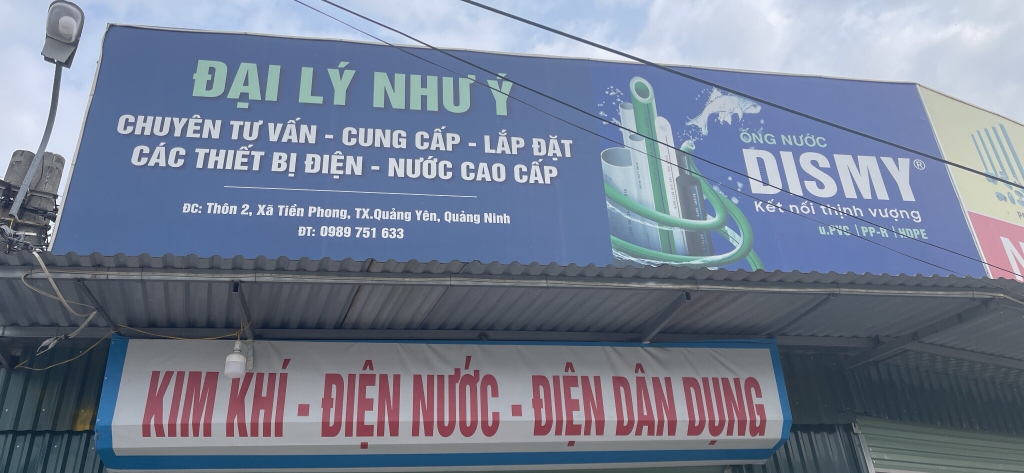 ĐẠI LÝ NHƯ Ý
CHUYÊN TƯ VẤN - CUNG CẤP - LẮP ĐẶT
CÁC THIẾT BỊ ĐIỆN - NƯỚC CAO CẤP
ĐC: Thôn 2, Xã Tiền Phong, TX.Quảng Yên, Quảng Ninh
ĐT: 0989 751 633
ỐNG NƯỚC
DISMY®
Kết nối thịnh vượng
u.PVC | PP-R | HDPE
KIM KHÍ - ĐIỆN NƯỚC - ĐIỆN DÂN DỤNG